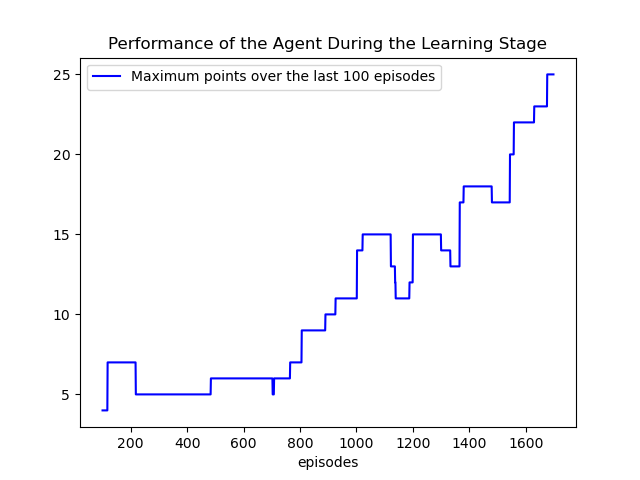 Performance of the Agent During the Learning Stage
Maximum points over the last 100 episodes
25
20
15
10
5
200 400 600 800 1000 1200 1400 1600
episodes